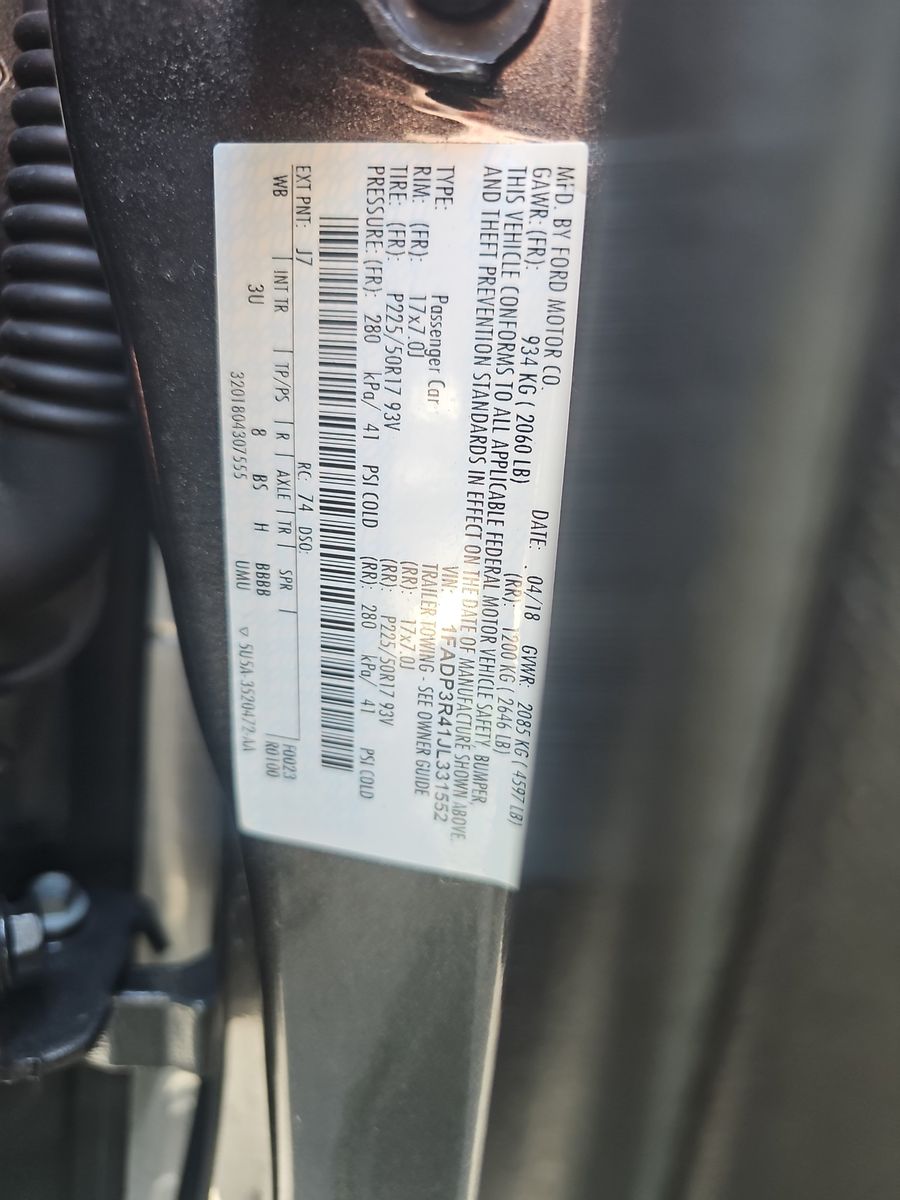 MFD. BY FORD MOTOR CO.
DATE: 04/18 GVWR: 2085 KG ( 4597 LB)
GAWR: (FR): 934 KG ( 2060 LB) (RR): 1200 KG ( 2646 LB)
THIS VEHICLE CONFORMS TO ALL APPLICABLE FEDERAL MOTOR VEHICLE SAFETY, BUMPER,
AND THEFT PREVENTION STANDARDS IN EFFECT ON THE DATE OF MANUFACTURE SHOWN ABOVE.
VIN: 1FADP3R41JL331552
TYPE: Passenger Car TRAILER TOWING - SEE OWNER GUIDE
RIM: (FR): 17x7.0J (RR): 17x7.0J
TIRE: (FR): P225/50R17 93V (RR): P225/50R17 93V
PRESSURE: (FR): 280 kPa/ 41 PSI COLD (RR): 280 kPa/ 41 PSI COLD
EXT PNT: J7 RC: 74 DSO: F0023
WB INT TR TP/PS R AXLE TR SPR R0100
3U 8 BS H BBBB
3201804307555 UMU ▽ 5U5A-3520472-AA